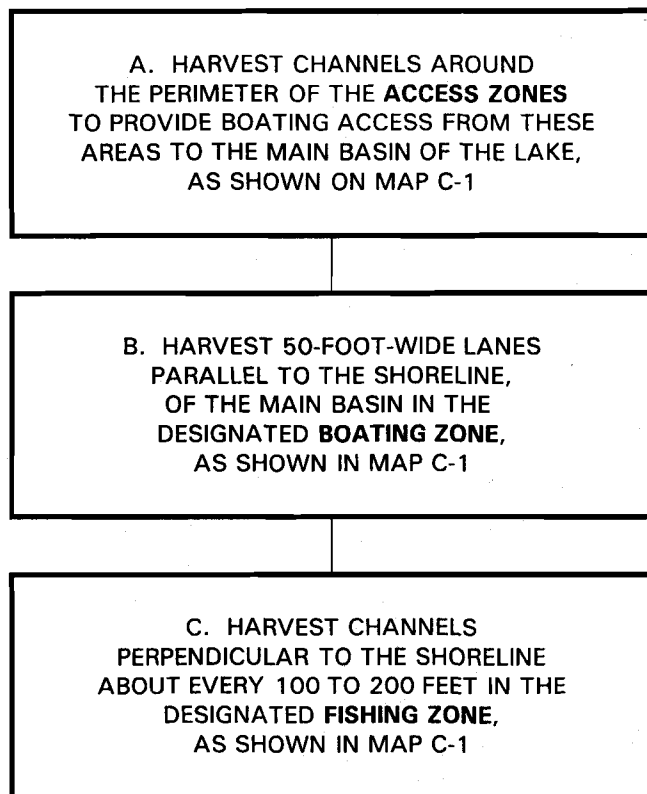 A. HARVEST CHANNELS AROUND
THE PERIMETER OF THE ACCESS ZONES
TO PROVIDE BOATING ACCESS FROM THESE
AREAS TO THE MAIN BASIN OF THE LAKE,
AS SHOWN ON MAP C-1
B. HARVEST 50-FOOT-WIDE LANES
PARALLEL TO THE SHORELINE,
OF THE MAIN BASIN IN THE
DESIGNATED BOATING ZONE,
AS SHOWN IN MAP C-1
C. HARVEST CHANNELS
PERPENDICULAR TO THE SHORELINE
ABOUT EVERY 100 TO 200 FEET IN THE
DESIGNATED FISHING ZONE,
AS SHOWN IN MAP C-1